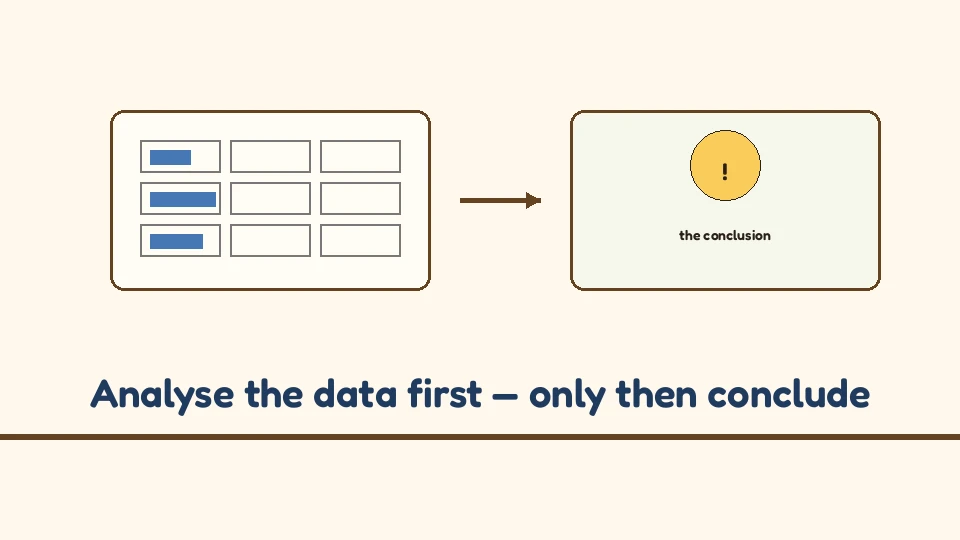 !
the conclusion
Analyse the data first — only then conclude